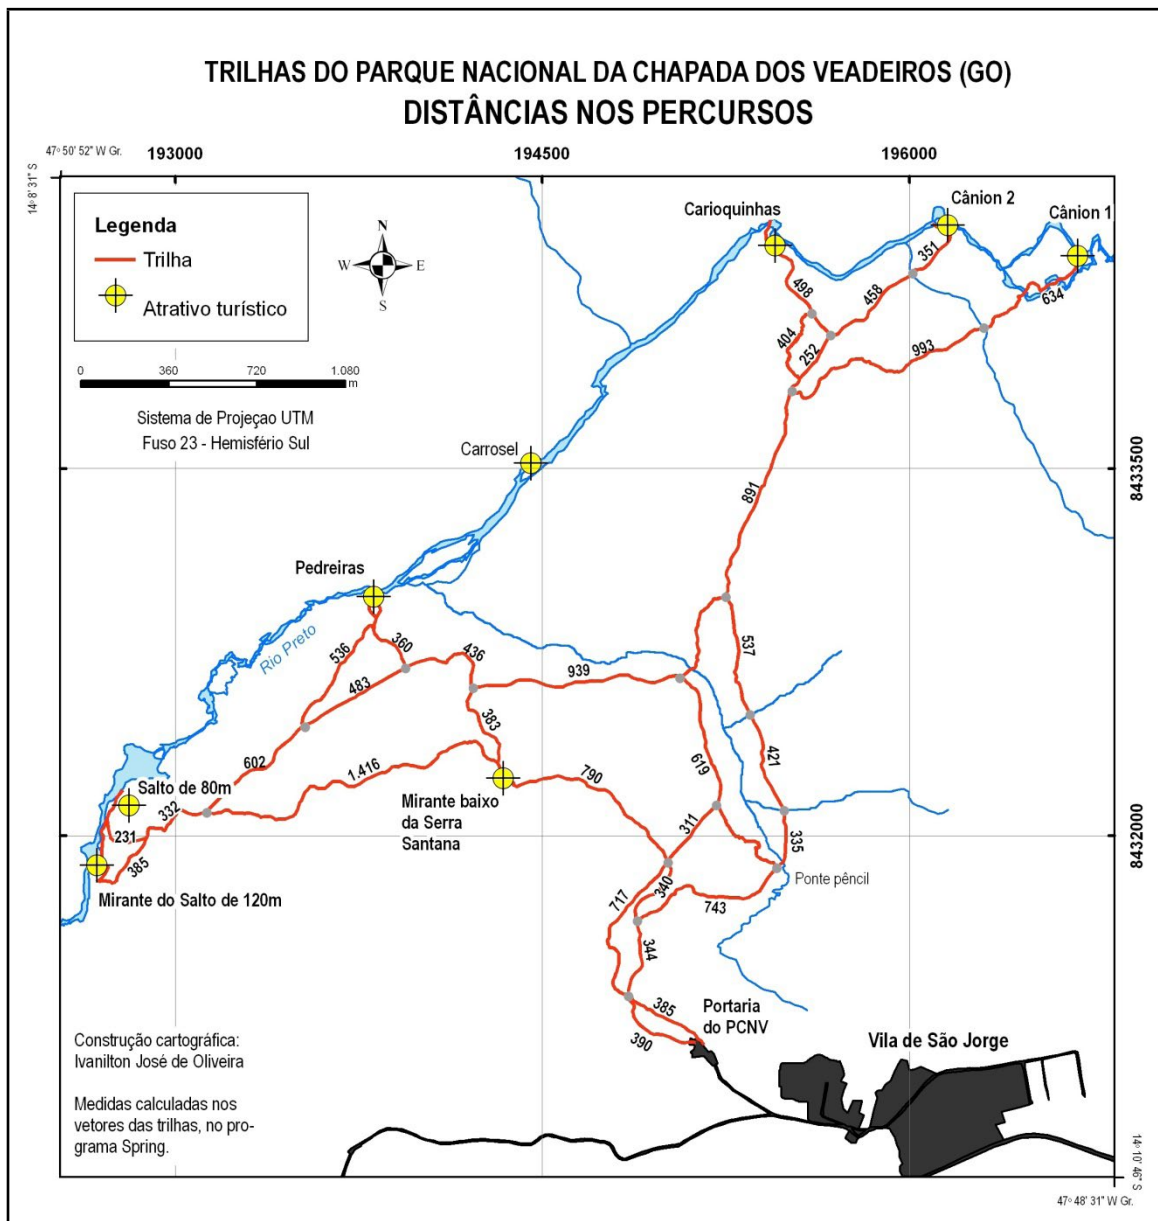 TRILHAS DO PARQUE NACIONAL DA CHAPADA DOS VEADEIROS (GO)
DISTÂNCIAS NOS PERCURSOS
47º 50' 52" W Gr.
193000
194500
196000
14º 8' 31" S
Legenda
Trilha
Atrativo turístico
N
W
E
S
0
360
720
1.080
m
Sistema de Projeçao UTM
Fuso 23 - Hemisfério Sul
Carioquinhas
Cânion 2
Cânion 1
351
498
458
634
404
252
993
Carrosel
8433500
891
Pedreiras
Rio Preto
536
360
436
483
939
537
383
602
1.416
790
619
421
Salto de 80m
332
231
385
Mirante do Salto de 120m
Mirante baixo
da Serra
Santana
311
335
8432000
Ponte pêncil
340
717
743
344
385
390
Portaria
do PCNV
Vila de São Jorge
Construção cartográfica:
Ivanilton José de Oliveira
Medidas calculadas nos
vetores das trilhas, no pro-
grama Spring.
14º 10' 46" S
47º 48' 31" W Gr.